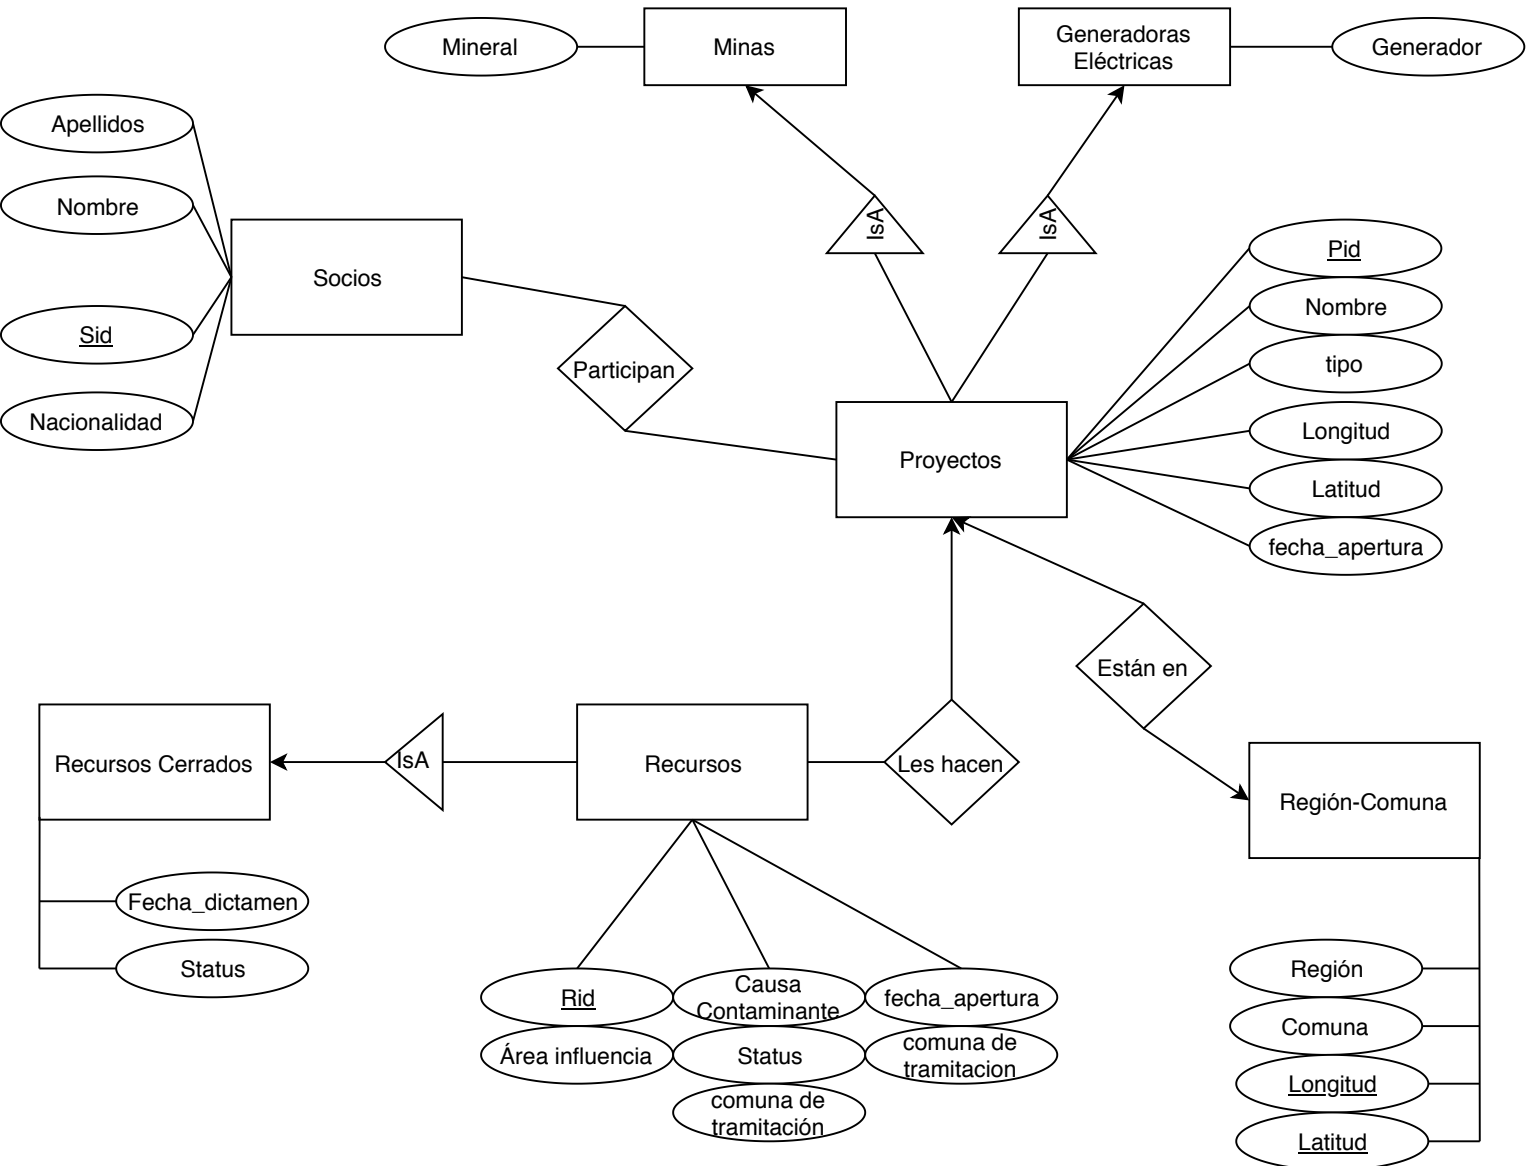 Mineral
Minas
Generadoras
Eléctricas
Generador
Apellidos
Nombre
Socios
Sid
Nacionalidad
Participan
IsA
IsA
Pid
Nombre
tipo
Longitud
Latitud
fecha_apertura
Proyectos
Están en
Recursos Cerrados
IsA
Recursos
Les hacen
Región-Comuna
Fecha_dictamen
Status
Rid
Causa
Contaminante
fecha_apertura
Área influencia
Status
comuna de
tramitacion
comuna de
tramitación
Región
Comuna
Longitud
Latitud